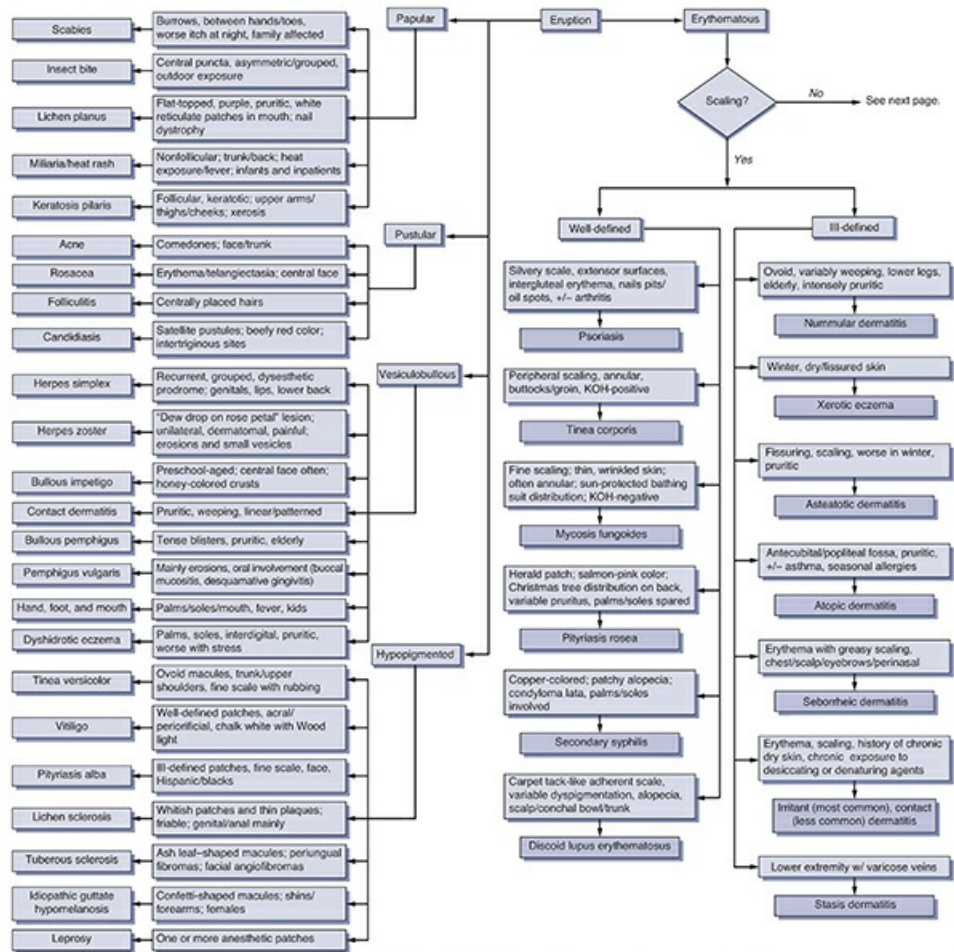 Papular
Eruption
Erythematous
Scabies
Burrows, between hands/toes,
worse itch at night, family affected
Insect bite
Central puncta, asymmetric/grouped,
outdoor exposure
Lichen planus
Flat-topped, purple, pruritic, white
reticulate patches in mouth; nail
dystrophy
Miliaria/heat rash
Nonfollicular; trunk/back; heat
exposure/fever; infants and inpatients
Keratosis pilaris
Follicular, keratotic; upper arms/
thighs/cheeks; xerosis
Pustular
Acne
Comedones; face/trunk
Rosacea
Erythema/telangiectasia; central face
Folliculitis
Centrally placed hairs
Candidiasis
Satellite pustules; beefy red color;
intertriginous sites
Vesiculobullous
Herpes simplex
Recurrent, grouped, dysesthetic
prodrome; genitals, lips, lower back
Herpes zoster
"Dew drop on rose petal" lesion;
unilateral, dermatomal, painful;
erosions and small vesicles
Bullous impetigo
Preschool-aged; central face often;
honey-colored crusts
Contact dermatitis
Pruritic, weeping, linear/patterned
Bullous pemphigus
Tense blisters, pruritic, elderly
Pemphigus vulgaris
Mainly erosions, oral involvement (buccal
mucositis, desquamative gingivitis)
Hand, foot, and mouth
Palms/soles/mouth, fever, kids
Dyshidrotic eczema
Palms, soles, interdigital, pruritic,
worse with stress
Hypopigmented
Tinea versicolor
Ovoid macules, trunk/upper
shoulders, fine scale with rubbing
Vitiligo
Well-defined patches, acral/
periorificial, chalk white with Wood
light
Pityriasis alba
Ill-defined patches, fine scale, face,
Hispanic/blacks
Lichen sclerosis
Whitish patches and thin plaques;
friable; genital/anal mainly
Tuberous sclerosis
Ash leaf–shaped macules; periungual
fibromas; facial angiofibromas
Idiopathic guttate
hypomelanosis
Confetti-shaped macules; shins/
forearms; females
Leprosy
One or more anesthetic patches
Scaling?
No
See next page.
Yes
Well-defined
Silvery scale, extensor surfaces,
intergluteal erythema, nails pits/
oil spots, +/− arthritis
Psoriasis
Peripheral scaling, annular,
buttocks/groin, KOH-positive
Tinea corporis
Fine scaling; thin, wrinkled skin;
often annular; sun-protected bathing
suit distribution; KOH-negative
Mycosis fungoides
Herald patch; salmon-pink color;
Christmas tree distribution on back,
variable pruritus, palms/soles spared
Pityriasis rosea
Copper-colored; patchy alopecia;
condyloma lata, palms/soles
involved
Secondary syphilis
Carpet tack-like adherent scale,
variable dyspigmentation, alopecia,
scalp/conchal bowl/trunk
Discoid lupus erythematosus
Ill-defined
Ovoid, variably weeping, lower legs,
elderly, intensely pruritic
Nummular dermatitis
Winter, dry/fissured skin
Xerotic eczema
Fissuring, scaling, worse in winter,
pruritic
Asteatotic dermatitis
Antecubital/popliteal fossa, pruritic,
+/− asthma, seasonal allergies
Atopic dermatitis
Erythema with greasy scaling,
chest/scalp/eyebrows/perinasal
Seborrheic dermatitis
Erythema, scaling, history of chronic
dry skin, chronic exposure to
desiccating or denaturing agents
Irritant (most common), contact
(less common) dermatitis
Lower extremity w/ varicose veins
Stasis dermatitis